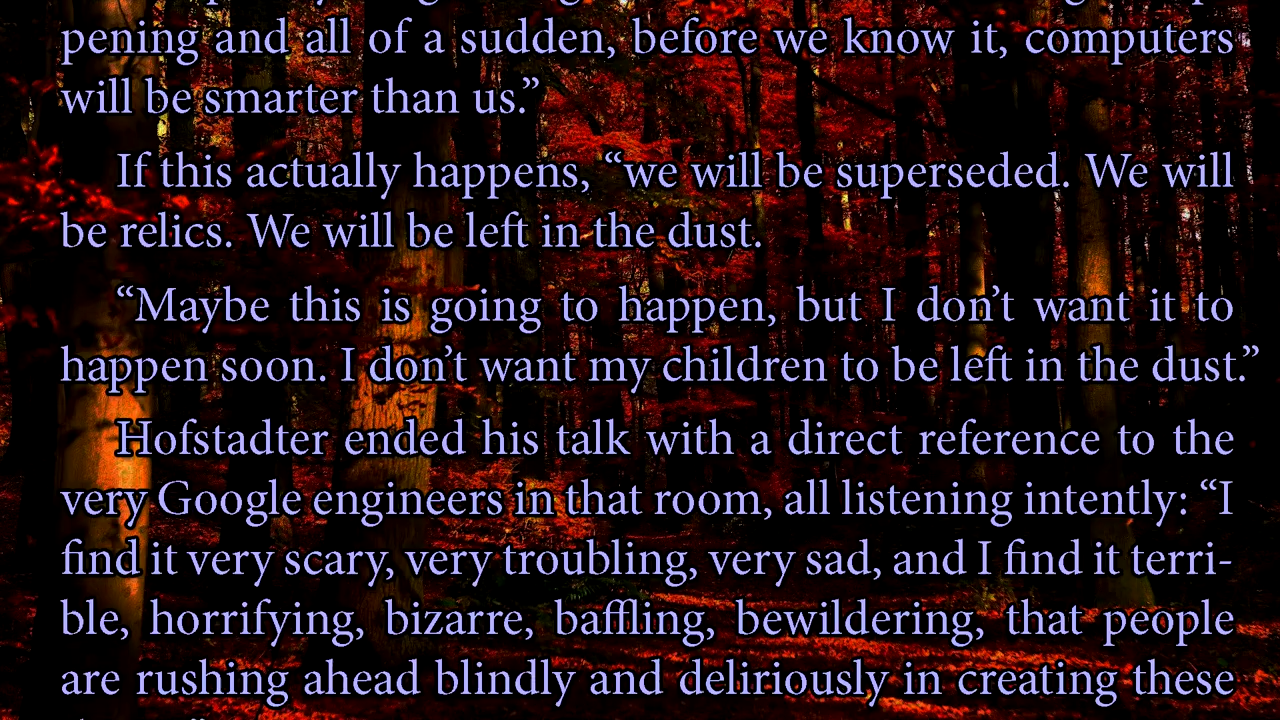 pening and all of a sudden, before we know it, computers
will be smarter than us.”
If this actually happens, “we will be superseded. We will
be relics. We will be left in the dust.
“Maybe this is going to happen, but I don’t want it to
happen soon. I don’t want my children to be left in the dust.”
Hofstadter ended his talk with a direct reference to the
very Google engineers in that room, all listening intently: “I
find it very scary, very troubling, very sad, and I find it terri-
ble, horrifying, bizarre, baffling, bewildering, that people
are rushing ahead blindly and deliriously in creating these